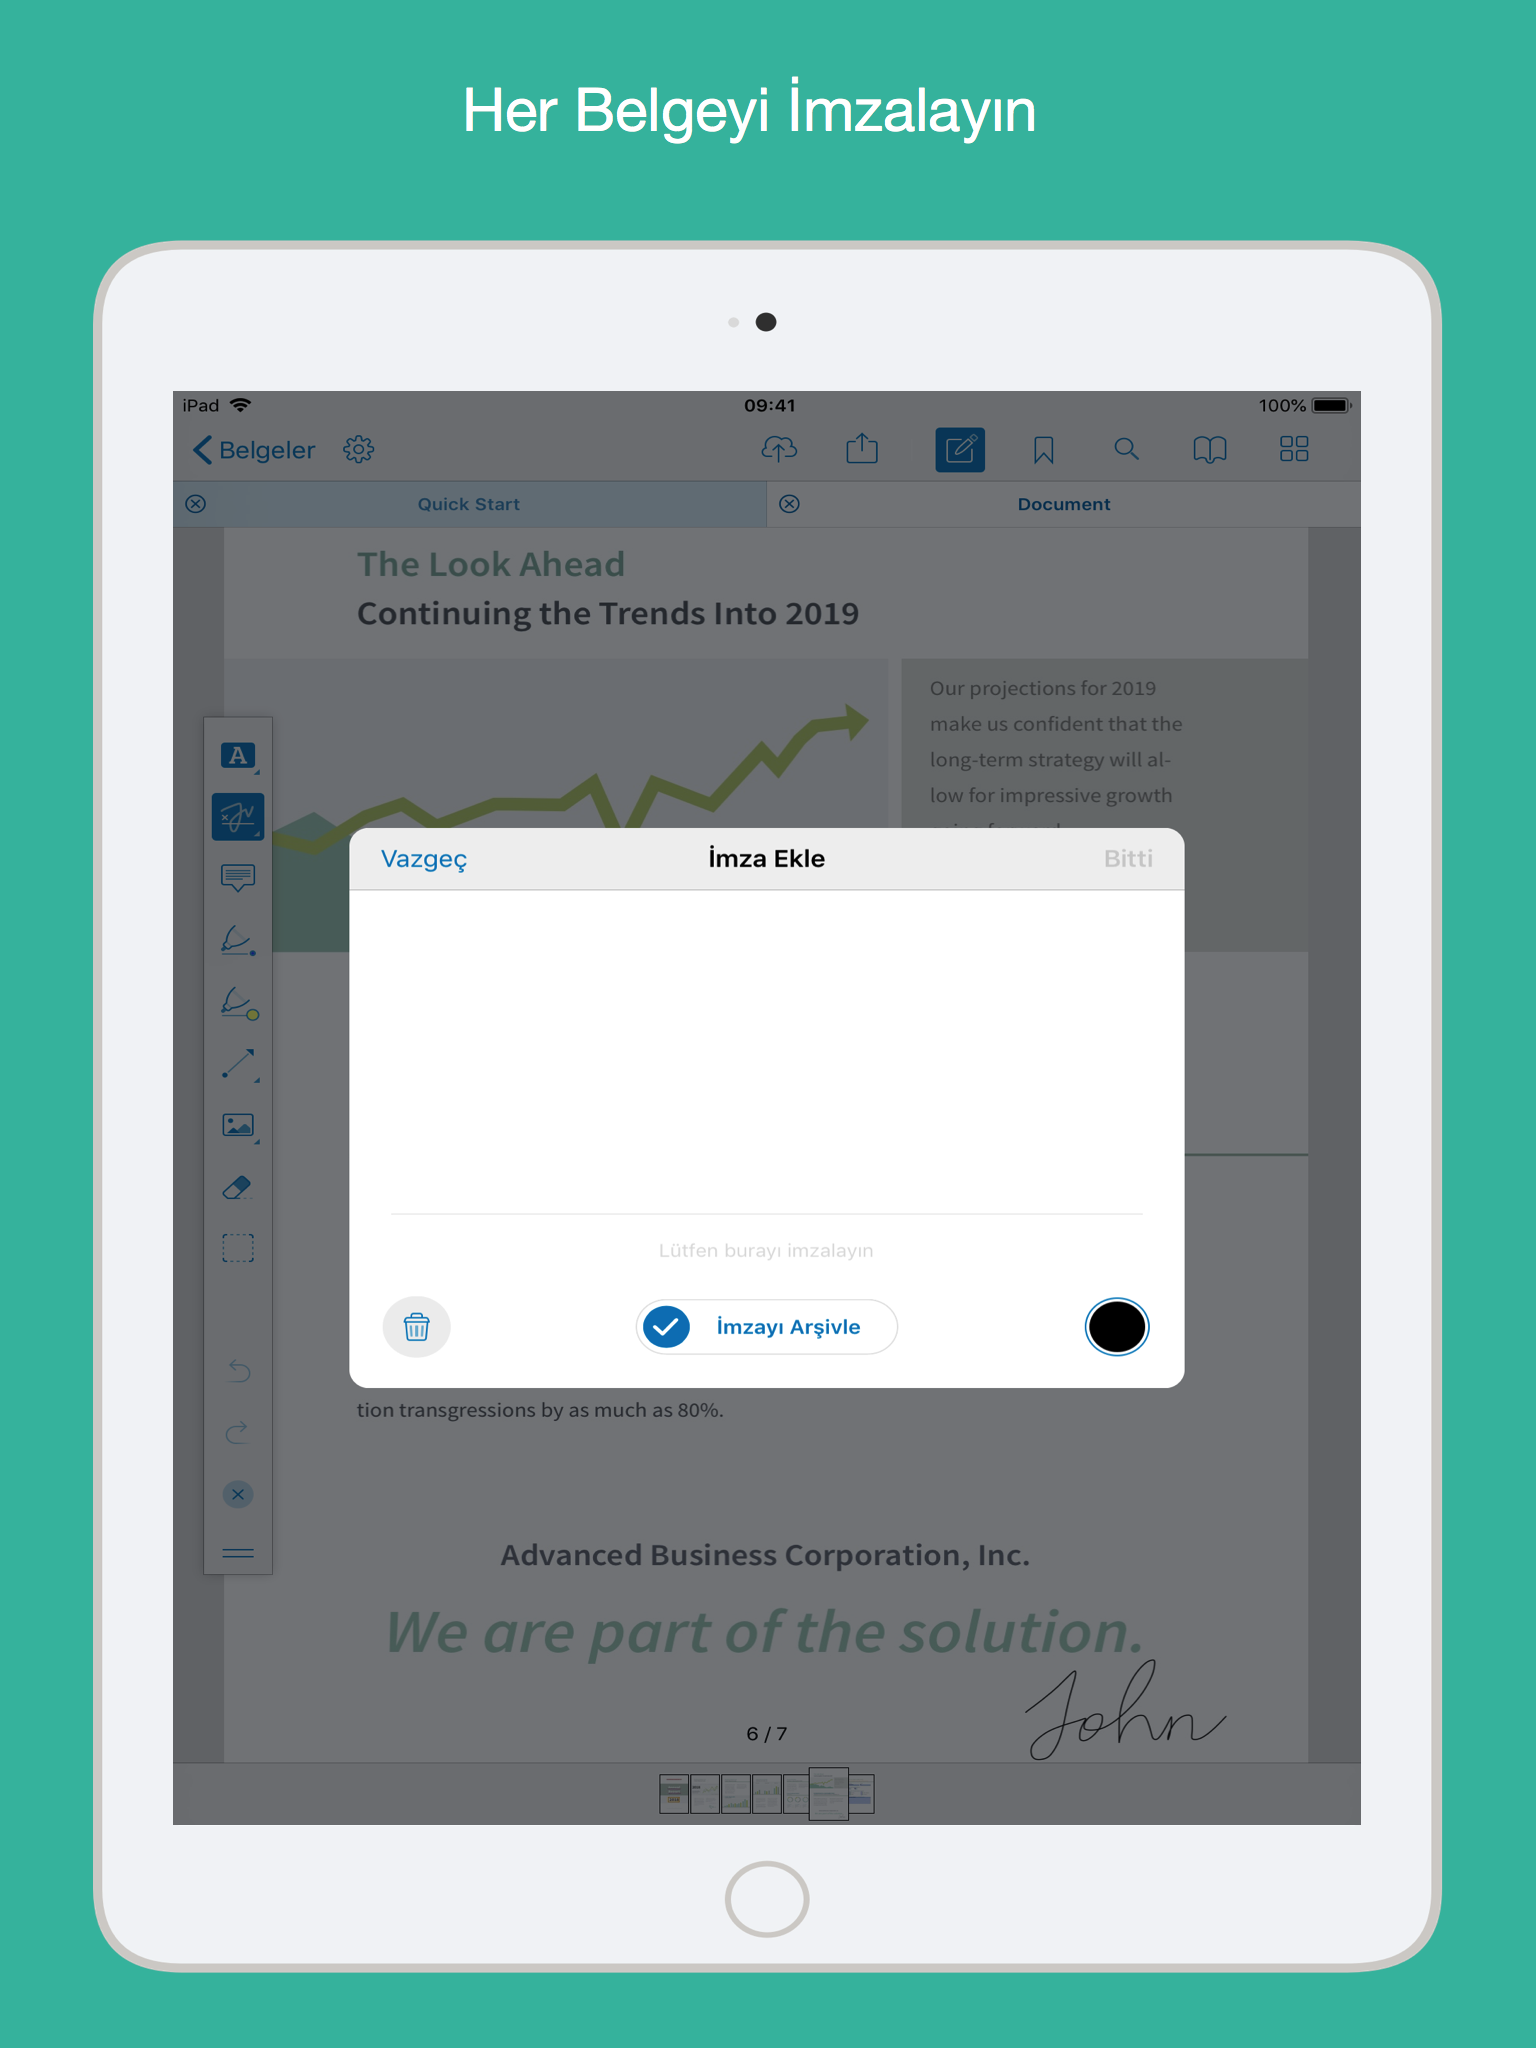 Her Belgeyi İmzalayın
iPad 09:41 100%
Belgeler
Quick Start Document
The Look Ahead
Continuing the Trends Into 2019
Our projections for 2019
make us confident that the
long-term strategy will al-
low for impressive growth
Vazgeç İmza Ekle Bitti
Lütfen burayı imzalayın
İmzayı Arşivle
tion transgressions by as much as 80%.
Advanced Business Corporation, Inc.
We are part of the solution.
John
6 / 7